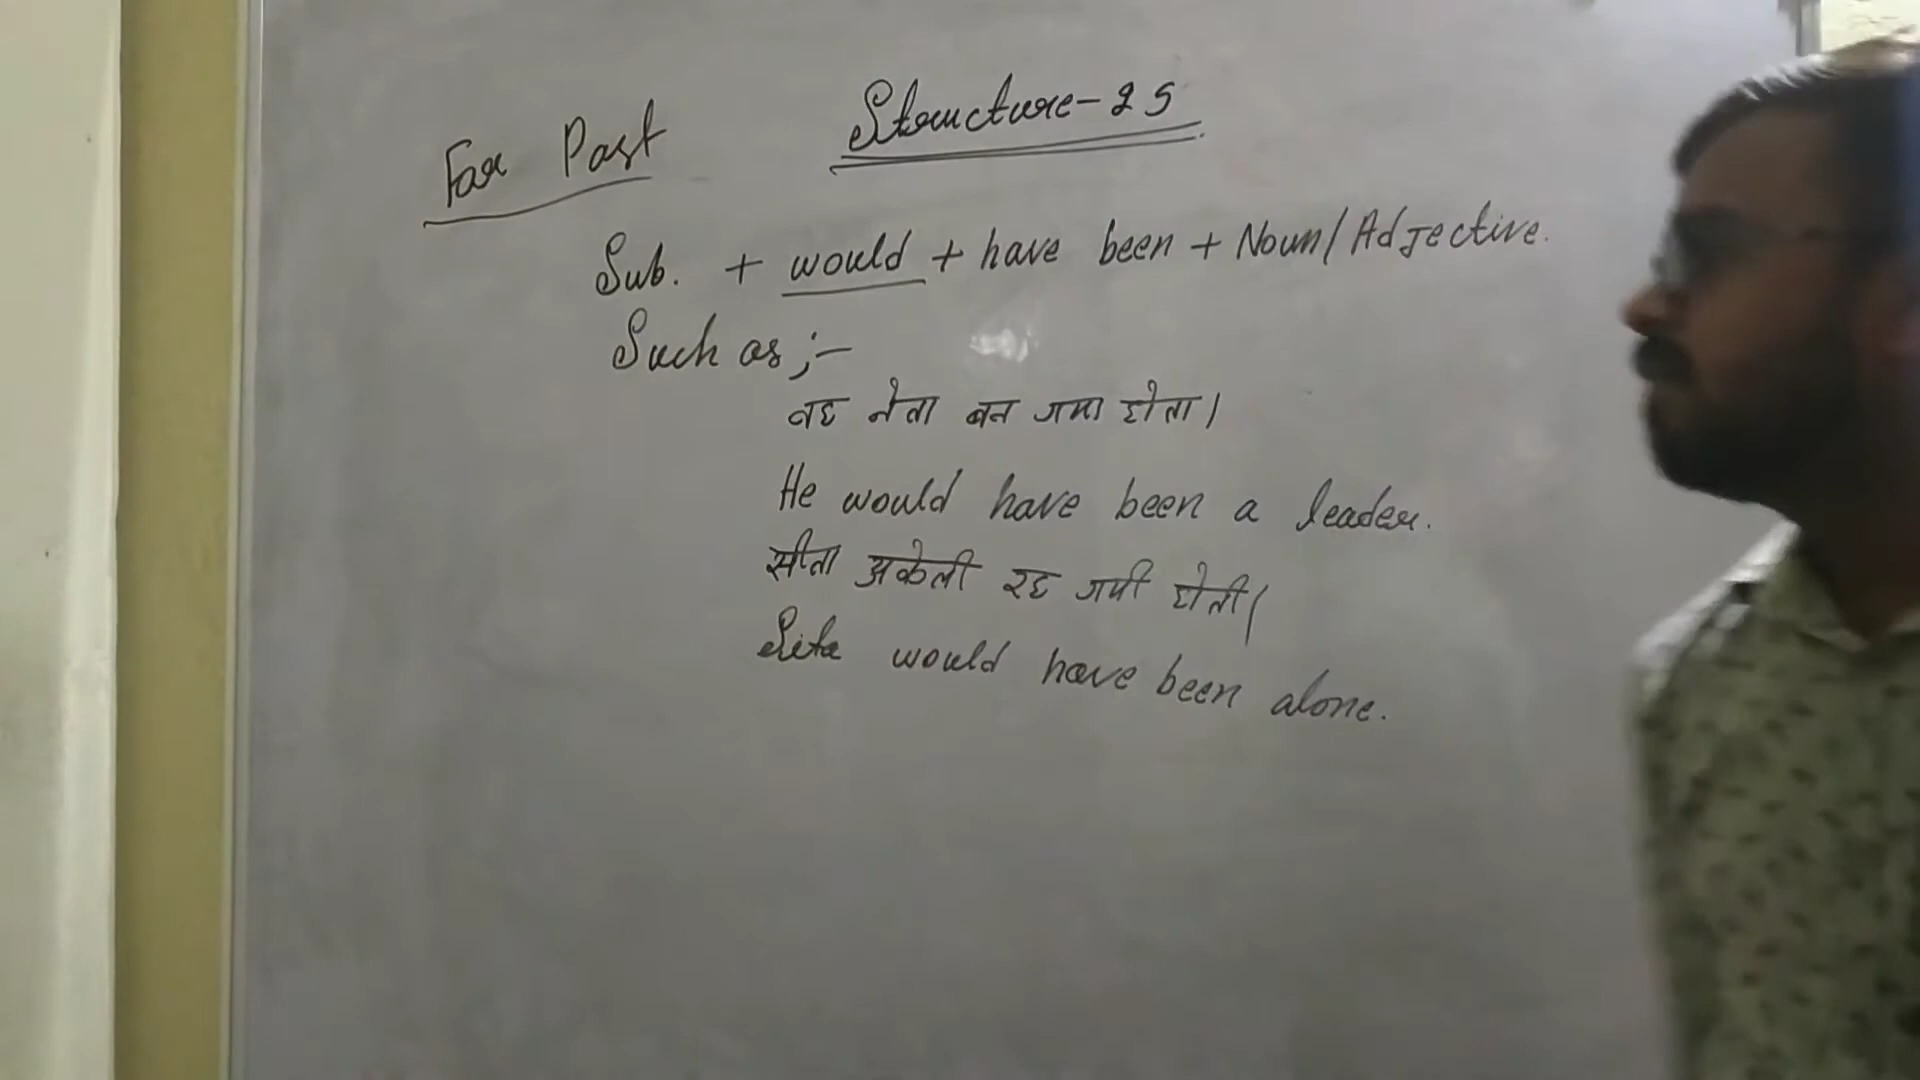 For Past
Structure-25
Sub. + would + have been + Noun/Adjective.
Such as ;-
वह नेता बन गया होता।
He would have been a leader.
सीता अकेली रह गयी होती।
Sita would have been alone.